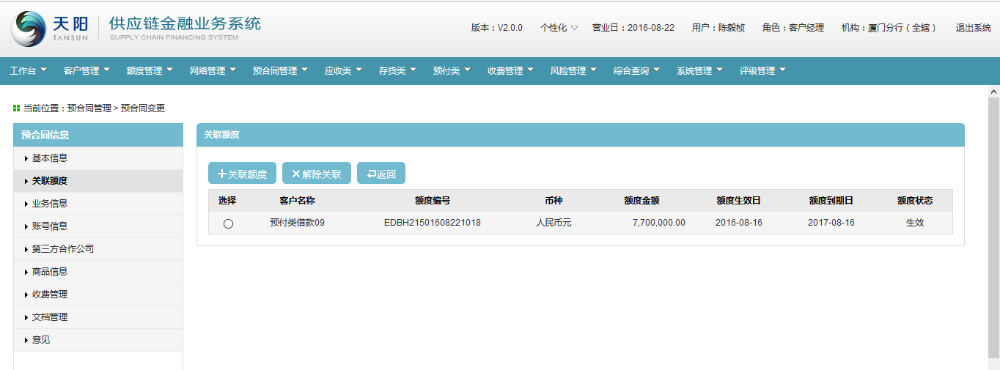 天阳 TANSUN 供应链金融业务系统 SUPPLY CHAIN FINANCING SYSTEM
版本：V2.0.0 个性化 营业日：2016-08-22 用户：陈毅桢 角色：客户经理 机构：厦门分行（全辖） 退出系统
工作台 客户管理 额度管理 网络管理 预合同管理 应收类 存货类 预付类 收费管理 风险管理 综合查询 系统管理 评级管理
当前位置：预合同管理 > 预合同变更
预合同信息
基本信息
关联额度
业务信息
账号信息
第三方合作公司
商品信息
收费管理
文档管理
意见
关联额度
关联额度 解除关联 返回
选择 客户名称 额度编号 币种 额度金额 额度生效日 额度到期日 额度状态
预付类借款09 EDBH21501608221018 人民币元 7,700,000.00 2016-08-16 2017-08-16 生效